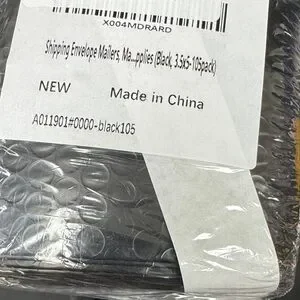 X004MDRARD
Shipping Envelope Mailers, Ma...pplies (Black, 3.5x5-105pack)
NEW Made in China
A011901#0000-black105